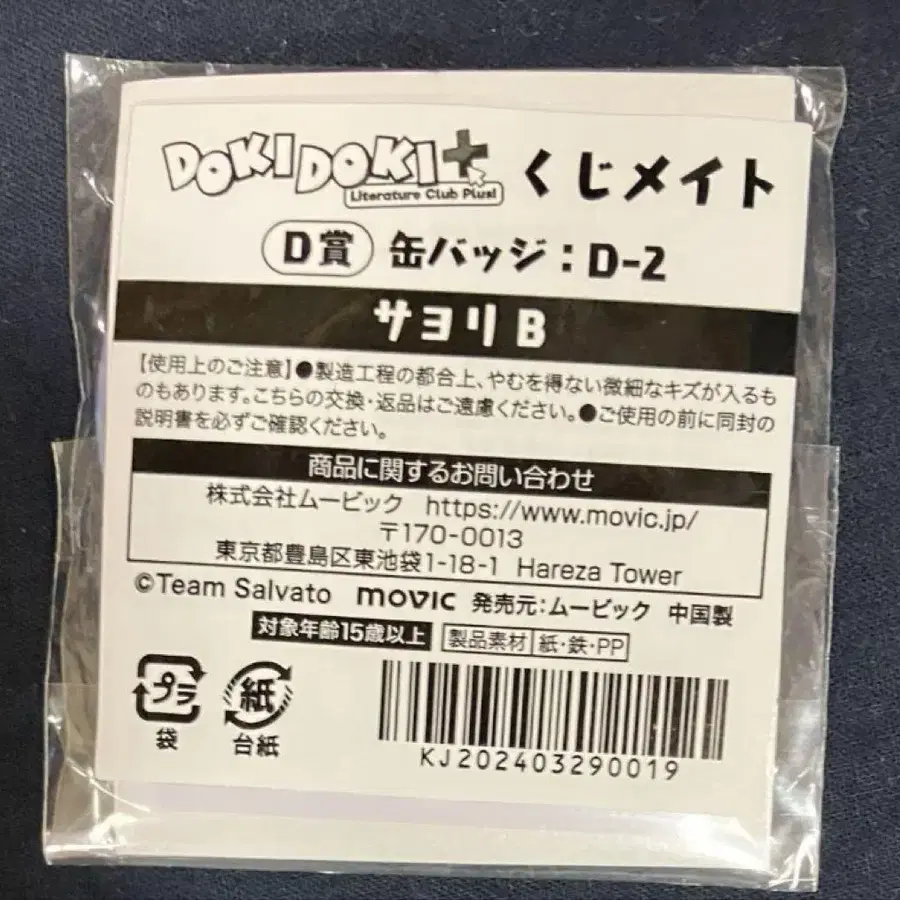 DOKI DOKI+ くじメイト
Literature Club Plus!
D賞 缶バッジ：D-2
サヨリ B
【使用上のご注意】●製造工程の都合上、やむを得ない微細なキズが入るも
のもあります。こちらの交換・返品はご遠慮ください。●ご使用の前に同封の
説明書を必ずご確認ください。
商品に関するお問い合わせ
株式会社ムービック https://www.movic.jp/
〒170-0013
東京都豊島区東池袋1-18-1 Hareza Tower
©Team Salvato movic 発売元：ムービック 中国製
対象年齢15歳以上 製品素材 紙・鉄・PP
プラ 紙
袋 台紙
KJ202403290019